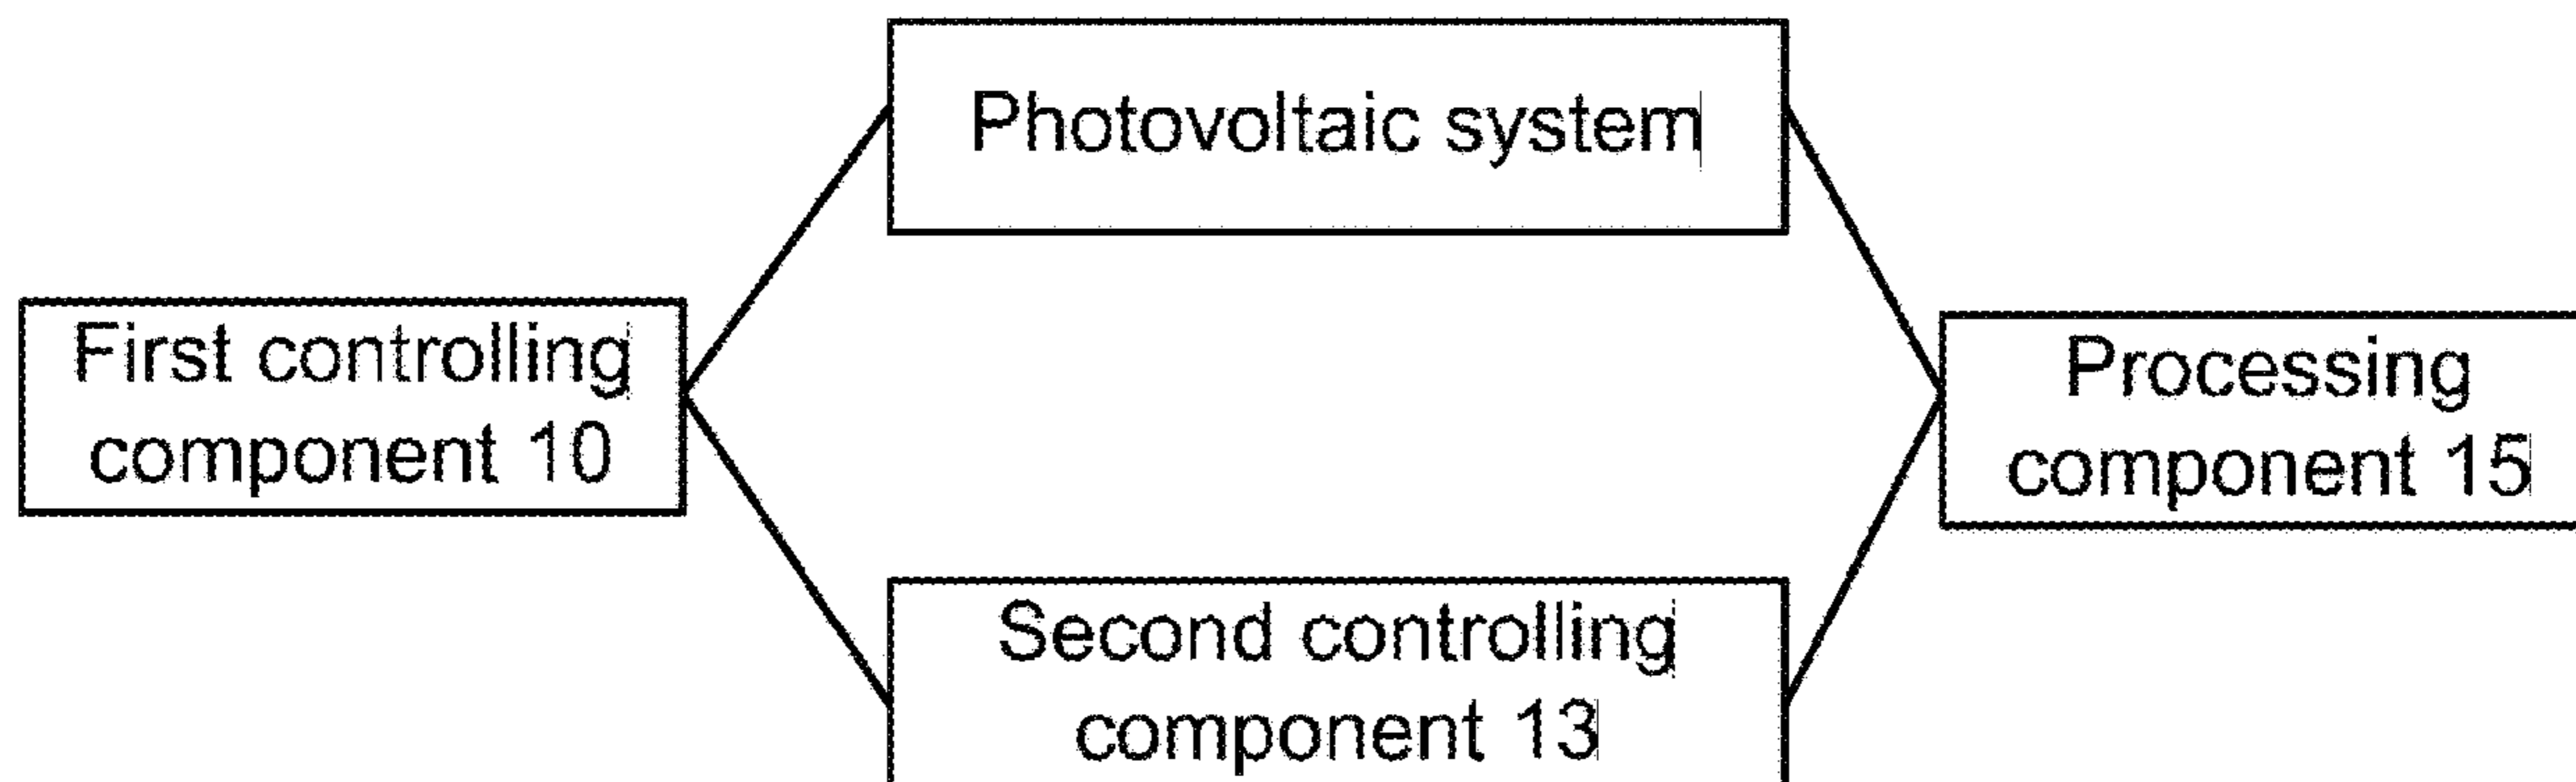 Photovoltaic system
First controlling
component 10
Processing
component 15
Second controlling
component 13